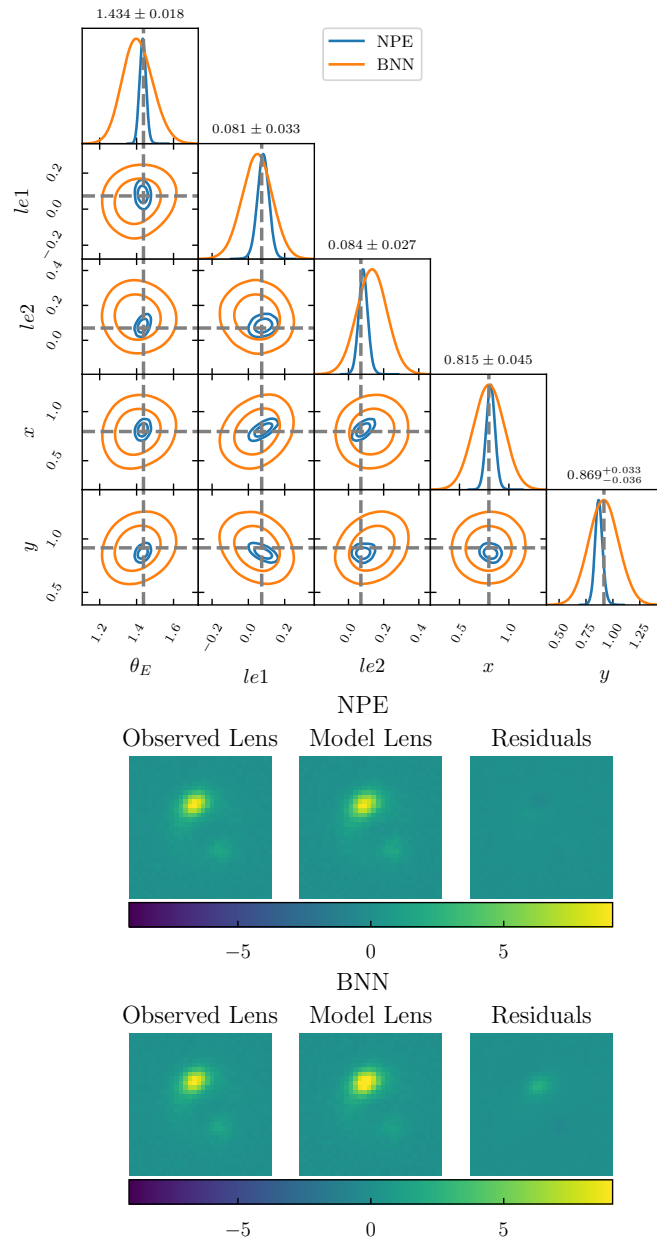 1.434 ± 0.018
NPE
BNN
0.081 ± 0.033
le1
0.2
0.0
−0.2
0.084 ± 0.027
le2
0.4
0.2
0.0
0.815 ± 0.045
x
1.0
0.5
0.869 +0.033 −0.036
y
1.0
0.5
1.2 1.4 1.6 −0.2 0.0 0.2 0.0 0.2 0.4 0.5 1.0 0.50 0.75 1.00 1.25
θ_E le1 le2 x y
NPE
Observed Lens Model Lens Residuals
−5 0 5
BNN
Observed Lens Model Lens Residuals
−5 0 5